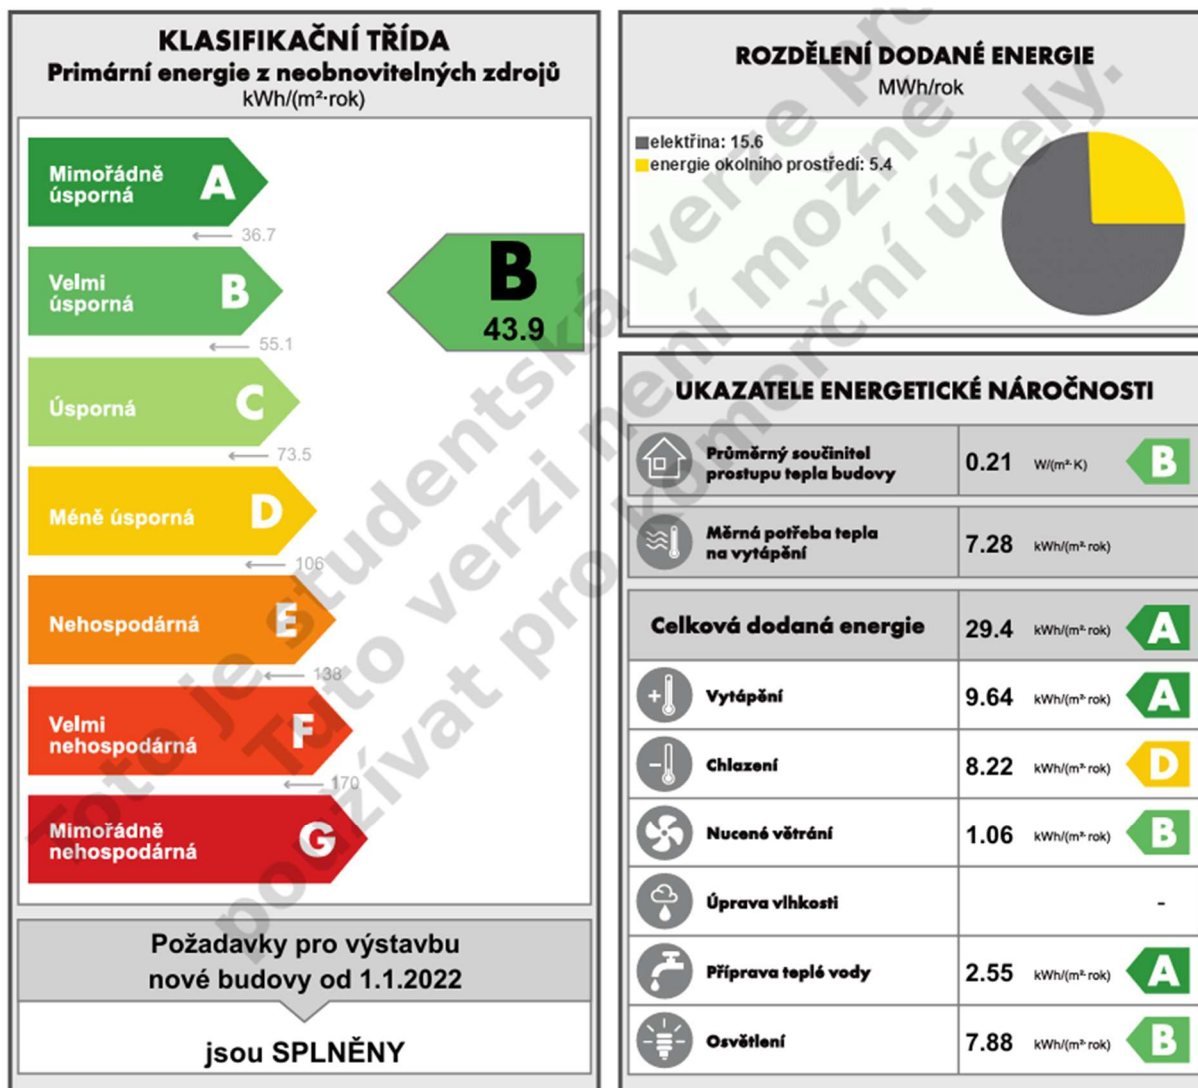 KLASIFIKAČNÍ TŘÍDA
Primární energie z neobnovitelných zdrojů
kWh/(m²·rok)
Mimořádně
úsporná
A
36.7
Velmi
úsporná
B
55.1
Úsporná
C
73.5
Méně úsporná
D
106
Nehospodárná
E
138
Velmi
nehospodárná
F
170
Mimořádně
nehospodárná
G
B
43.9
Požadavky pro výstavbu
nové budovy od 1.1.2022
jsou SPLNĚNY
ROZDĚLENÍ DODANÉ ENERGIE
MWh/rok
elektřina: 15.6
energie okolního prostředí: 5.4
UKAZATELE ENERGETICKÉ NÁROČNOSTI
Průměrný součinitel
prostupu tepla budovy
0.21 W/(m²·K) B
Měrná potřeba tepla
na vytápění
7.28 kWh/(m²·rok)
Celková dodaná energie 29.4 kWh/(m²·rok) A
Vytápění 9.64 kWh/(m²·rok) A
Chlazení 8.22 kWh/(m²·rok) D
Nucené větrání 1.06 kWh/(m²·rok) B
Úprava vlhkosti -
Příprava teplé vody 2.55 kWh/(m²·rok) A
Osvětlení 7.88 kWh/(m²·rok) B
Toto je studentská verze pro
Tuto verzi není možné
používat pro komerční účely.